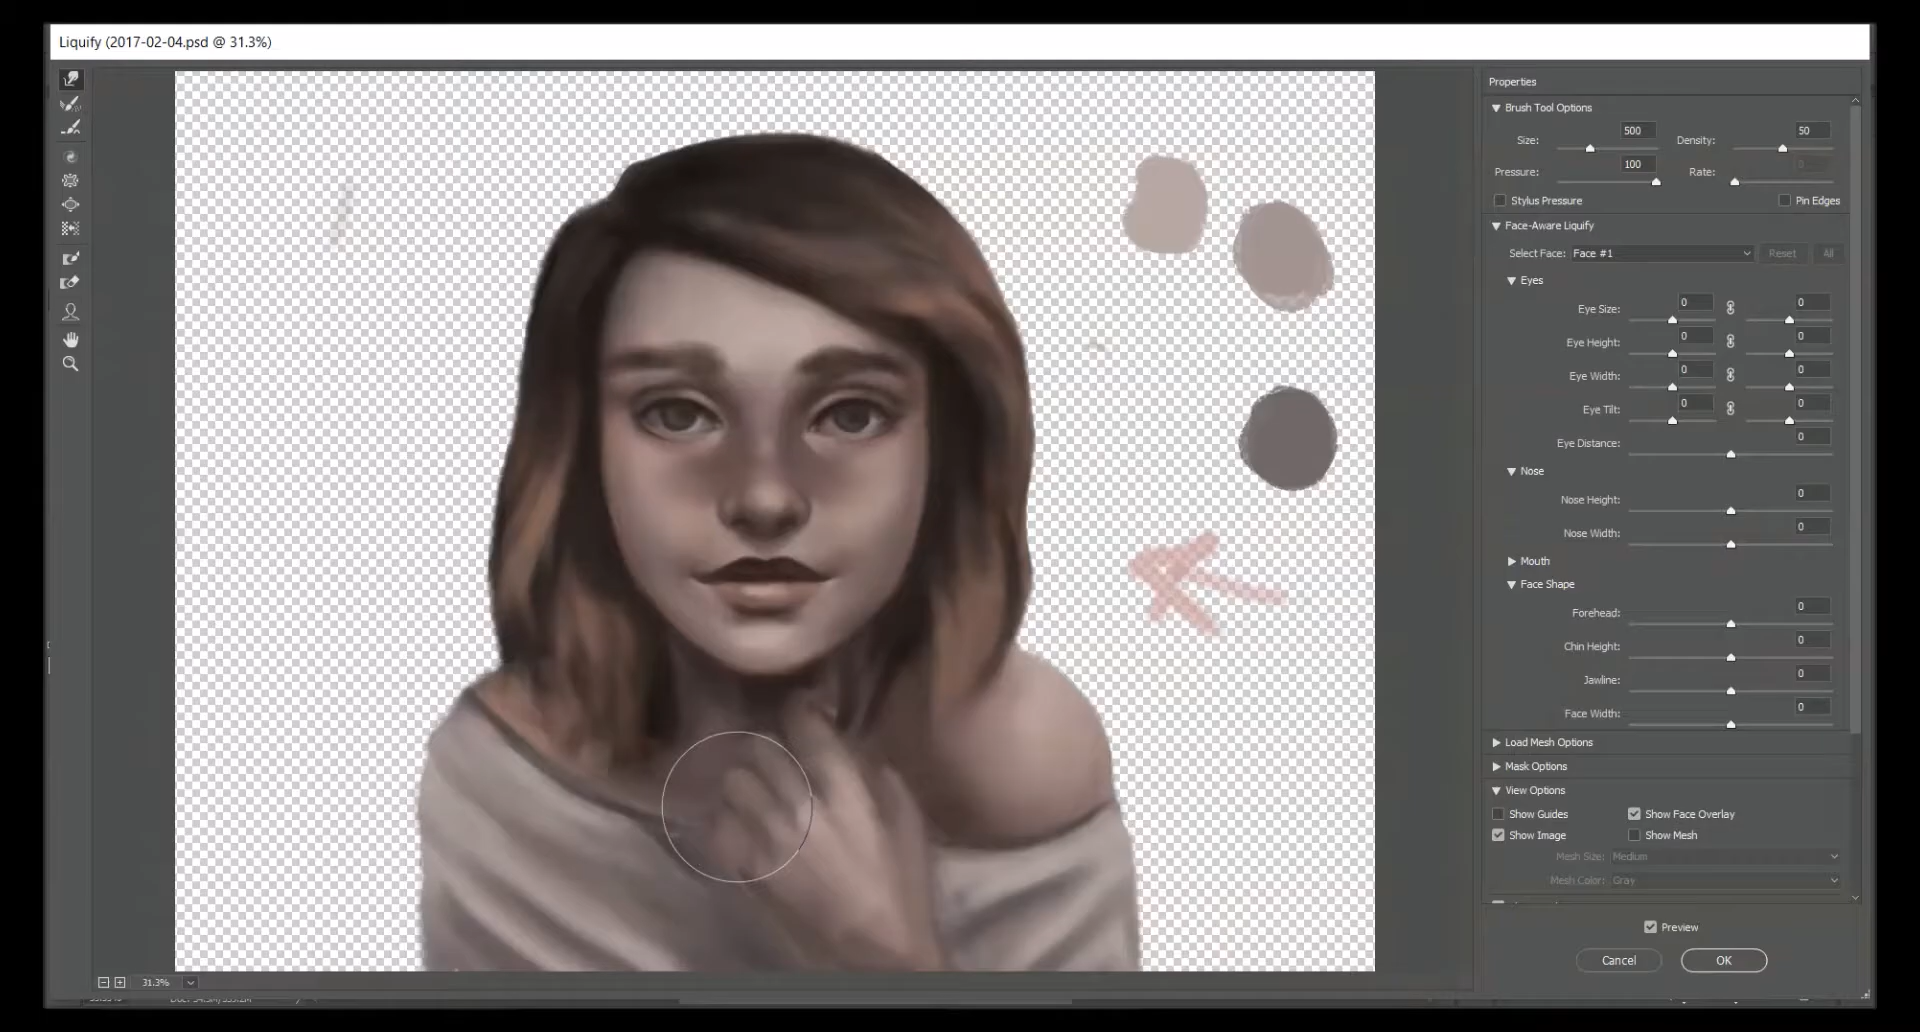 Liquify (2017-02-04.psd @ 31.3%)
Properties
Brush Tool Options
Size: 500 Density: 50
Pressure: 100 Rate: 0
Stylus Pressure Pin Edges
Face-Aware Liquify
Select Face: Face #1 Reset All
Eyes
Eye Size: 0 0
Eye Height: 0 0
Eye Width: 0 0
Eye Tilt: 0 0
Eye Distance: 0
Nose
Nose Height: 0
Nose Width: 0
Mouth
Face Shape
Forehead: 0
Chin Height: 0
Jawline: 0
Face Width: 0
Load Mesh Options
Mask Options
View Options
Show Guides Show Face Overlay
Show Image Show Mesh
Mesh Size: Medium
Mesh Color: Gray
Preview
Cancel OK
31.3%